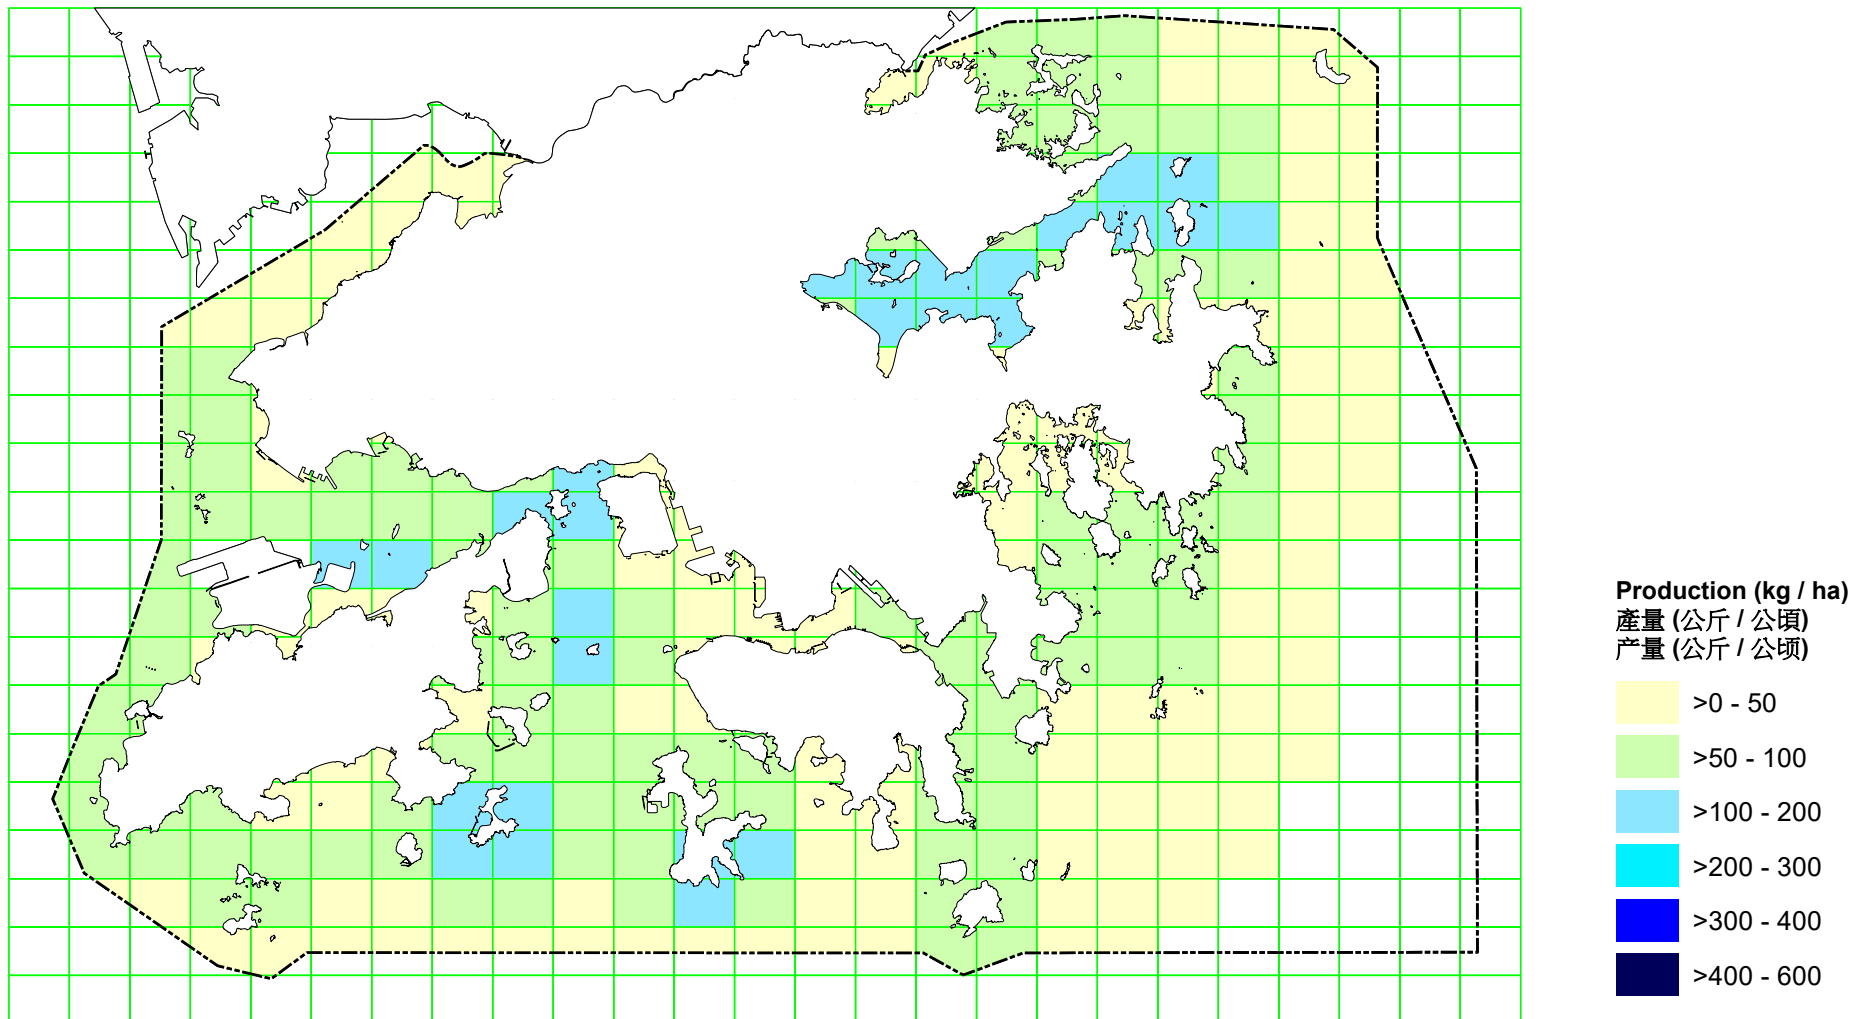 Production (kg / ha)
產量 (公斤 / 公頃)
产量 (公斤 / 公顷)
>0 - 50
>50 - 100
>100 - 200
>200 - 300
>300 - 400
>400 - 600